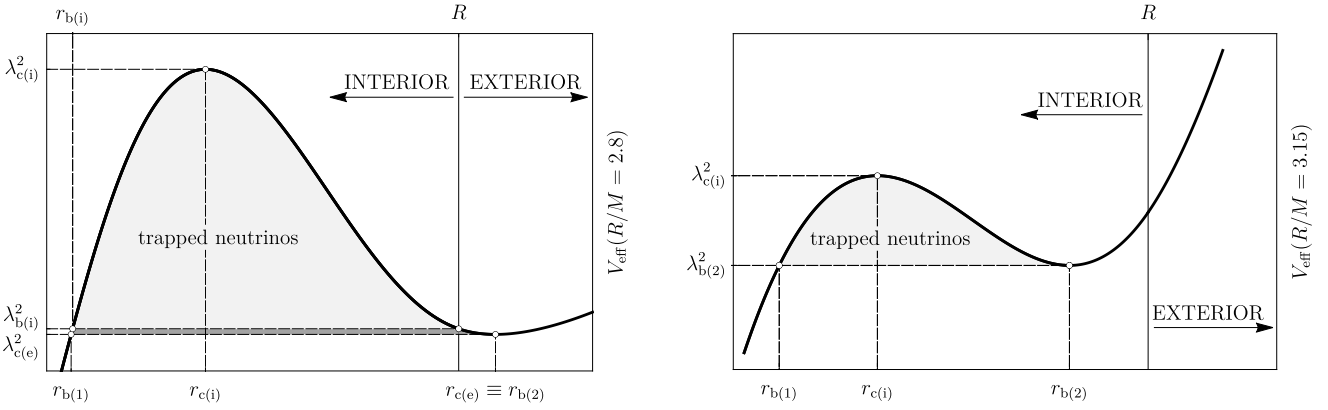 r_b(i)
R
λ²_c(i)
INTERIOR
EXTERIOR
V_eff(R/M = 2.8)
trapped neutrinos
λ²_b(i)
λ²_c(e)
r_b(1)
r_c(i)
r_c(e) ≡ r_b(2)
R
INTERIOR
λ²_c(i)
V_eff(R/M = 3.15)
trapped neutrinos
λ²_b(2)
EXTERIOR
r_b(1)
r_c(i)
r_b(2)